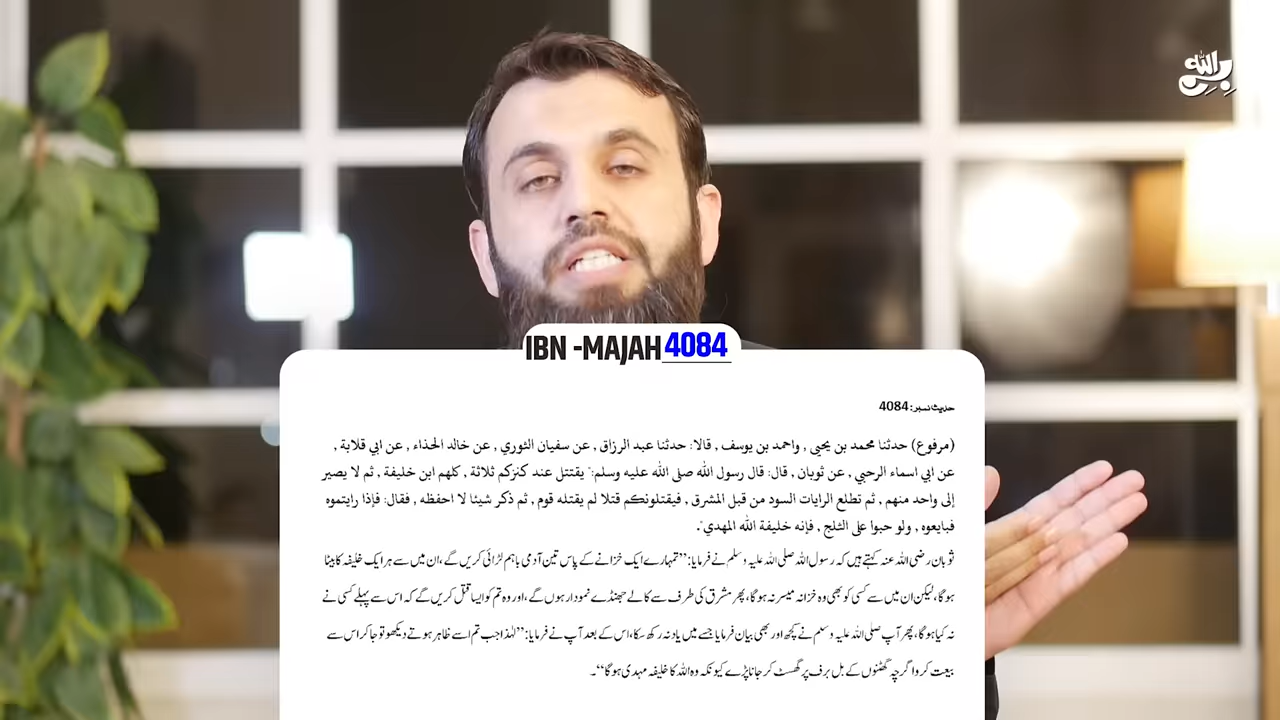 بسم الله
IBN -MAJAH 4084
حدیث نمبر: 4084
(مرفوع) حدثنا محمد بن يحيى , واحمد بن يوسف , قالا: حدثنا عبد الرزاق , عن سفيان الثوري , عن خالد الحذاء , عن ابي قلابة ,
عن ابي اسماء الرحبي , عن ثوبان , قال: قال رسول الله صلى الله عليه وسلم:" يقتتل عند كنزكم ثلاثة , كلهم ابن خليفة , ثم لا يصير
إلى واحد منهم , ثم تطلع الرايات السود من قبل المشرق , فيقتلونكم قتلا لم يقتله قوم , ثم ذكر شيئا لا احفظه , فقال: فإذا رايتموه
فبايعوه , ولو حبوا على الثلج , فإنه خليفة الله المهدي".
ثوبان رضی اللہ عنہ کہتے ہیں کہ رسول اللہ صلی اللہ علیہ وسلم نے فرمایا: ”تمہارے ایک خزانے کے پاس تین آدمی باہم لڑائی کریں گے، ان میں سے ہر ایک خلیفہ کا بیٹا
ہو گا، لیکن ان میں سے کسی کو بھی وہ خزانہ میسر نہ ہو گا، پھر مشرق کی طرف سے کالے جھنڈے نمودار ہوں گے، اور وہ تم کو ایسا قتل کریں گے کہ اس سے پہلے کسی نے
نہ کیا ہو گا، پھر آپ صلی اللہ علیہ وسلم نے کچھ اور بھی بیان فرمایا جسے میں یاد نہ رکھ سکا، اس کے بعد آپ نے فرمایا: ”لہٰذا جب تم اسے ظاہر ہوتے دیکھو تو جا کر اس سے
بیعت کرو اگرچہ گھٹنوں کے بل برف پر گھسٹ کر جانا پڑے کیونکہ وہ اللہ کا خلیفہ مہدی ہو گا“۔